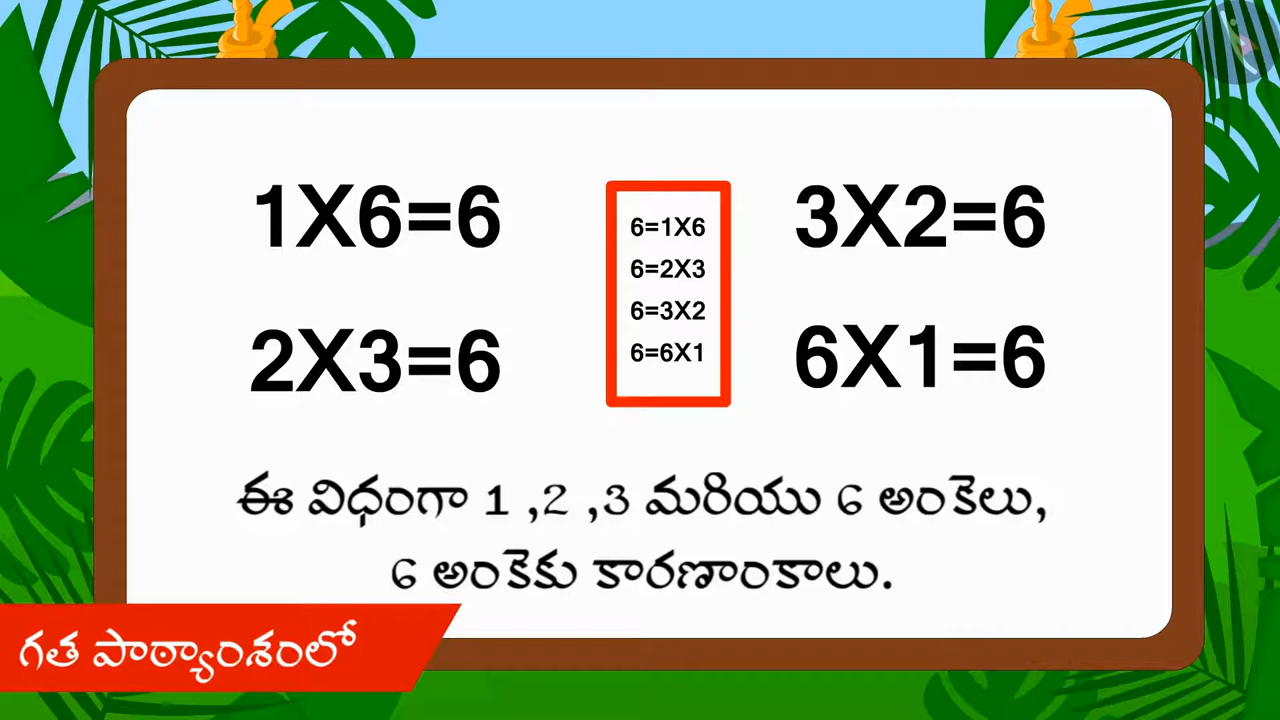 1X6=6
2X3=6
6=1X6
6=2X3
6=3X2
6=6X1
3X2=6
6X1=6
ఈ విధంగా 1 ,2 ,3 మరియు 6 అంకెలు,
6 అంకెకు కారణాంకాలు.
గత పాఠ్యాంశంలో